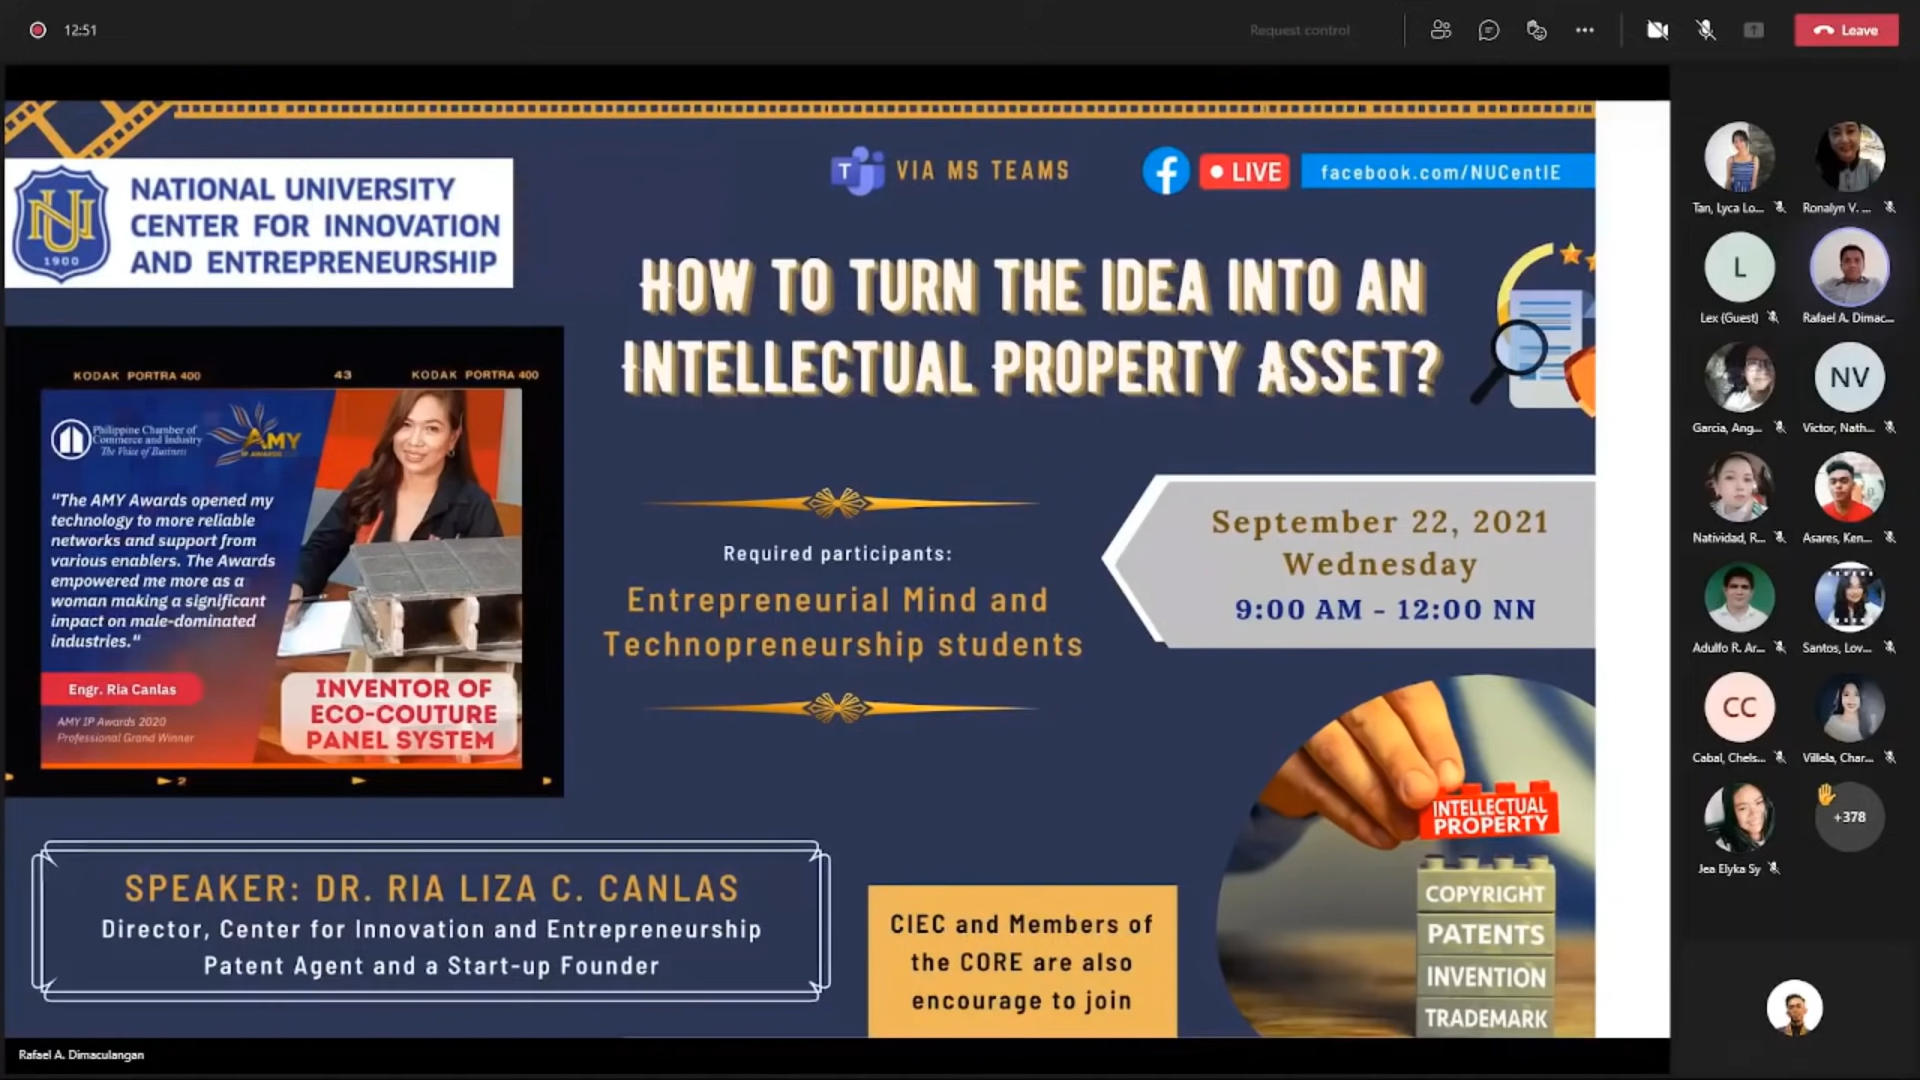 12:51
Request control
Leave
NATIONAL UNIVERSITY
CENTER FOR INNOVATION
AND ENTREPRENEURSHIP
1900
T
VIA MS TEAMS
LIVE
facebook.com/NUCentIE
HOW TO TURN THE IDEA INTO AN
INTELLECTUAL PROPERTY ASSET?
KODAK PORTRA 400
43
KODAK PORTRA 400
Philippine Chamber of
Commerce and Industry
The Voice of Business
AMY
IP AWARDS
"The AMY Awards opened my
technology to more reliable
networks and support from
various enablers. The Awards
empowered me more as a
woman making a significant
impact on male-dominated
industries."
Engr. Ria Canlas
AMY IP Awards 2020
Professional Grand Winner
INVENTOR OF
ECO-COUTURE
PANEL SYSTEM
2
Required participants:
Entrepreneurial Mind and
Technopreneurship students
September 22, 2021
Wednesday
9:00 AM - 12:00 NN
SPEAKER: DR. RIA LIZA C. CANLAS
Director, Center for Innovation and Entrepreneurship
Patent Agent and a Start-up Founder
CIEC and Members of
the CORE are also
encourage to join
INTELLECTUAL
PROPERTY
COPYRIGHT
PATENTS
INVENTION
TRADEMARK
Tan, Lyca Lo...
Ronalyn V. ...
L
Lex (Guest)
Rafael A. Dimac...
Garcia, Ang...
NV
Victor, Nath...
Natividad, R...
Asares, Ken...
Adulfo R. Ar...
Santos, Lov...
CC
Cabal, Chels...
Villela, Char...
Jea Elyka Sy
+378
Rafael A. Dimaculangan